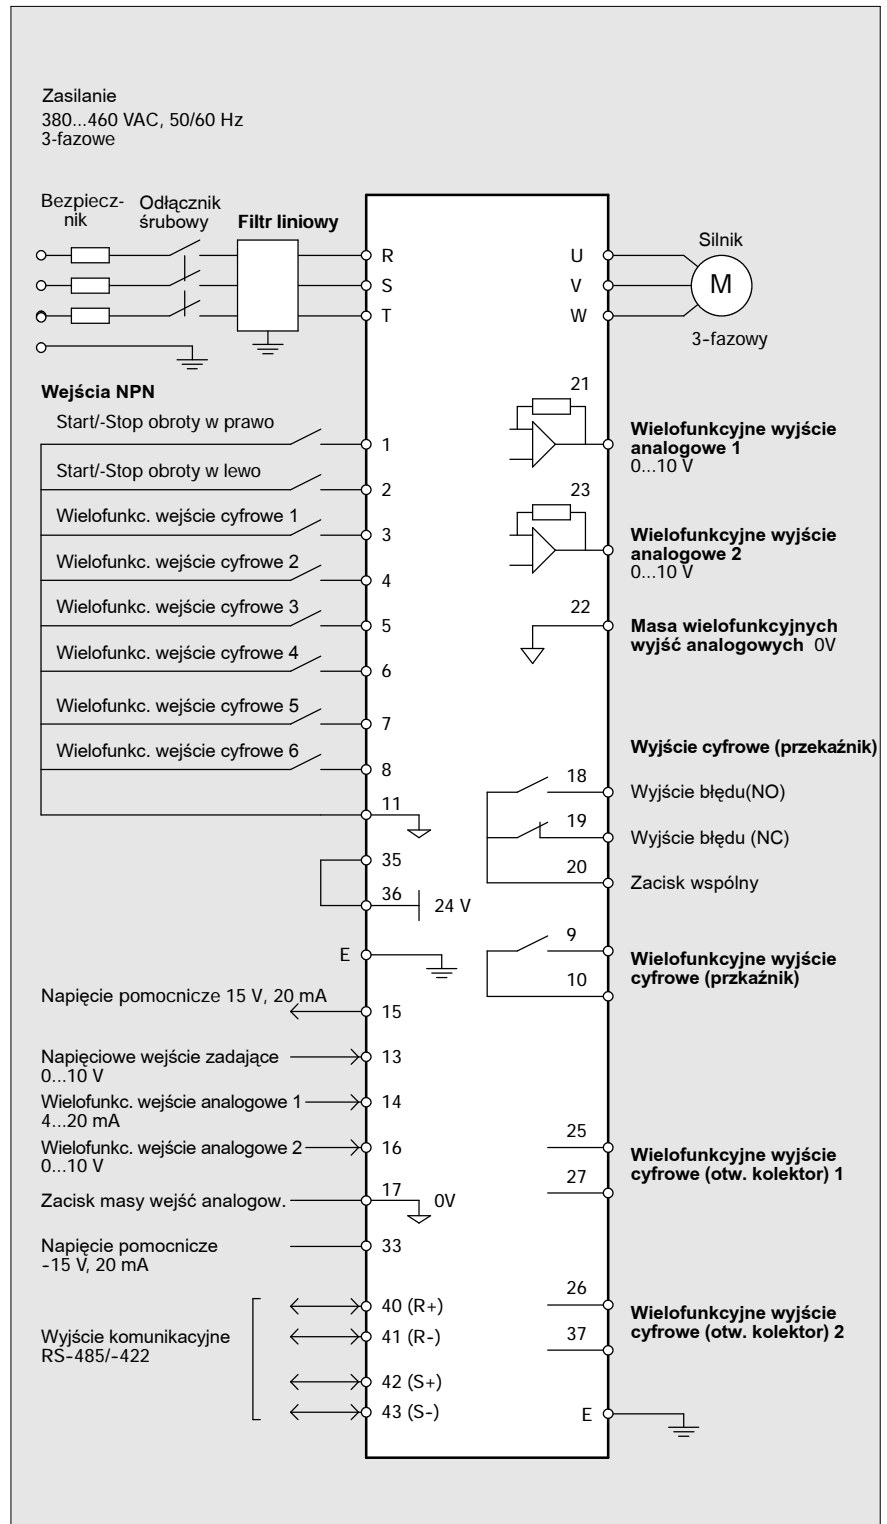 Zasilanie
380...460 VAC, 50/60 Hz
3-fazowe
Bezpiecz-
nik
Odłącznik
śrubowy
Filtr liniowy
R
S
T
U
V
W
Silnik
M
3-fazowy
Wejścia NPN
Start/-Stop obroty w prawo
1
Start/-Stop obroty w lewo
2
Wielofunkc. wejście cyfrowe 1
3
Wielofunkc. wejście cyfrowe 2
4
Wielofunkc. wejście cyfrowe 3
5
Wielofunkc. wejście cyfrowe 4
6
Wielofunkc. wejście cyfrowe 5
7
Wielofunkc. wejście cyfrowe 6
8
11
35
36
24 V
E
Napięcie pomocnicze 15 V, 20 mA
15
Napięciowe wejście zadające
0...10 V
13
Wielofunkc. wejście analogowe 1
4...20 mA
14
Wielofunkc. wejście analogowe 2
0...10 V
16
Zacisk masy wejść analogow.
17
0V
Napięcie pomocnicze
-15 V, 20 mA
33
Wyjście komunikacyjne
RS-485/-422
40 (R+)
41 (R-)
42 (S+)
43 (S-)
21
Wielofunkcyjne wyjście
analogowe 1
0...10 V
23
Wielofunkcyjne wyjście
analogowe 2
0...10 V
22
Masa wielofunkcyjnych
wyjść analogowych 0V
Wyjście cyfrowe (przekaźnik)
18
Wyjście błędu(NO)
19
Wyjście błędu (NC)
20
Zacisk wspólny
9
10
Wielofunkcyjne wyjście
cyfrowe (przkaźnik)
25
27
Wielofunkcyjne wyjście
cyfrowe (otw. kolektor) 1
26
37
Wielofunkcyjne wyjście
cyfrowe (otw. kolektor) 2
E